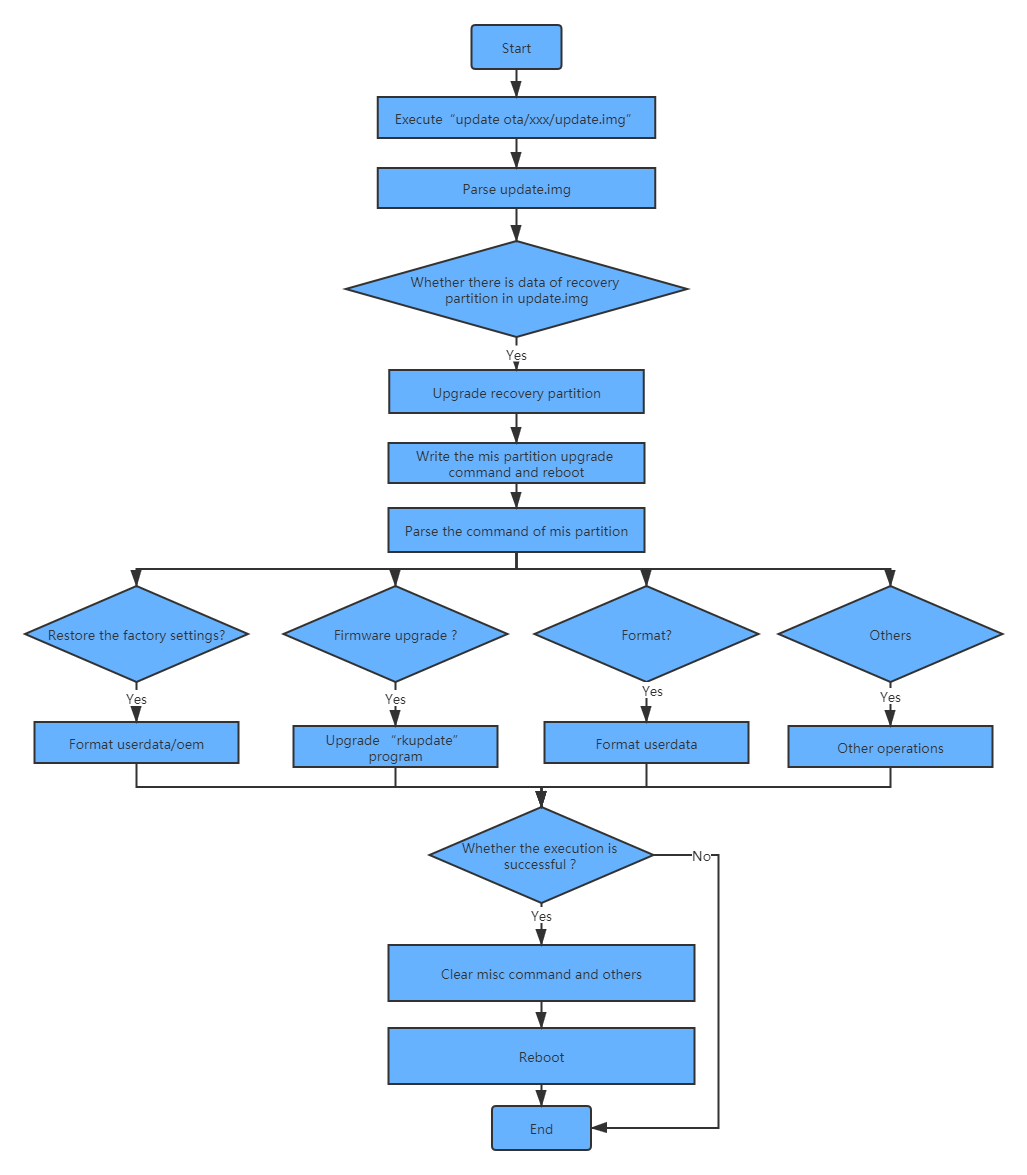 Start
Execute “update ota/xxx/update.img”
Parse update.img
Whether there is data of recovery
partition in update.img
Yes
Upgrade recovery partition
Write the mis partition upgrade
command and reboot
Parse the command of mis partition
Restore the factory settings?
Firmware upgrade ?
Format?
Others
Yes
Yes
Yes
Yes
Format userdata/oem
Upgrade “rkupdate”
program
Format userdata
Other operations
Whether the execution is
successful ?
No
Yes
Clear misc command and others
Reboot
End